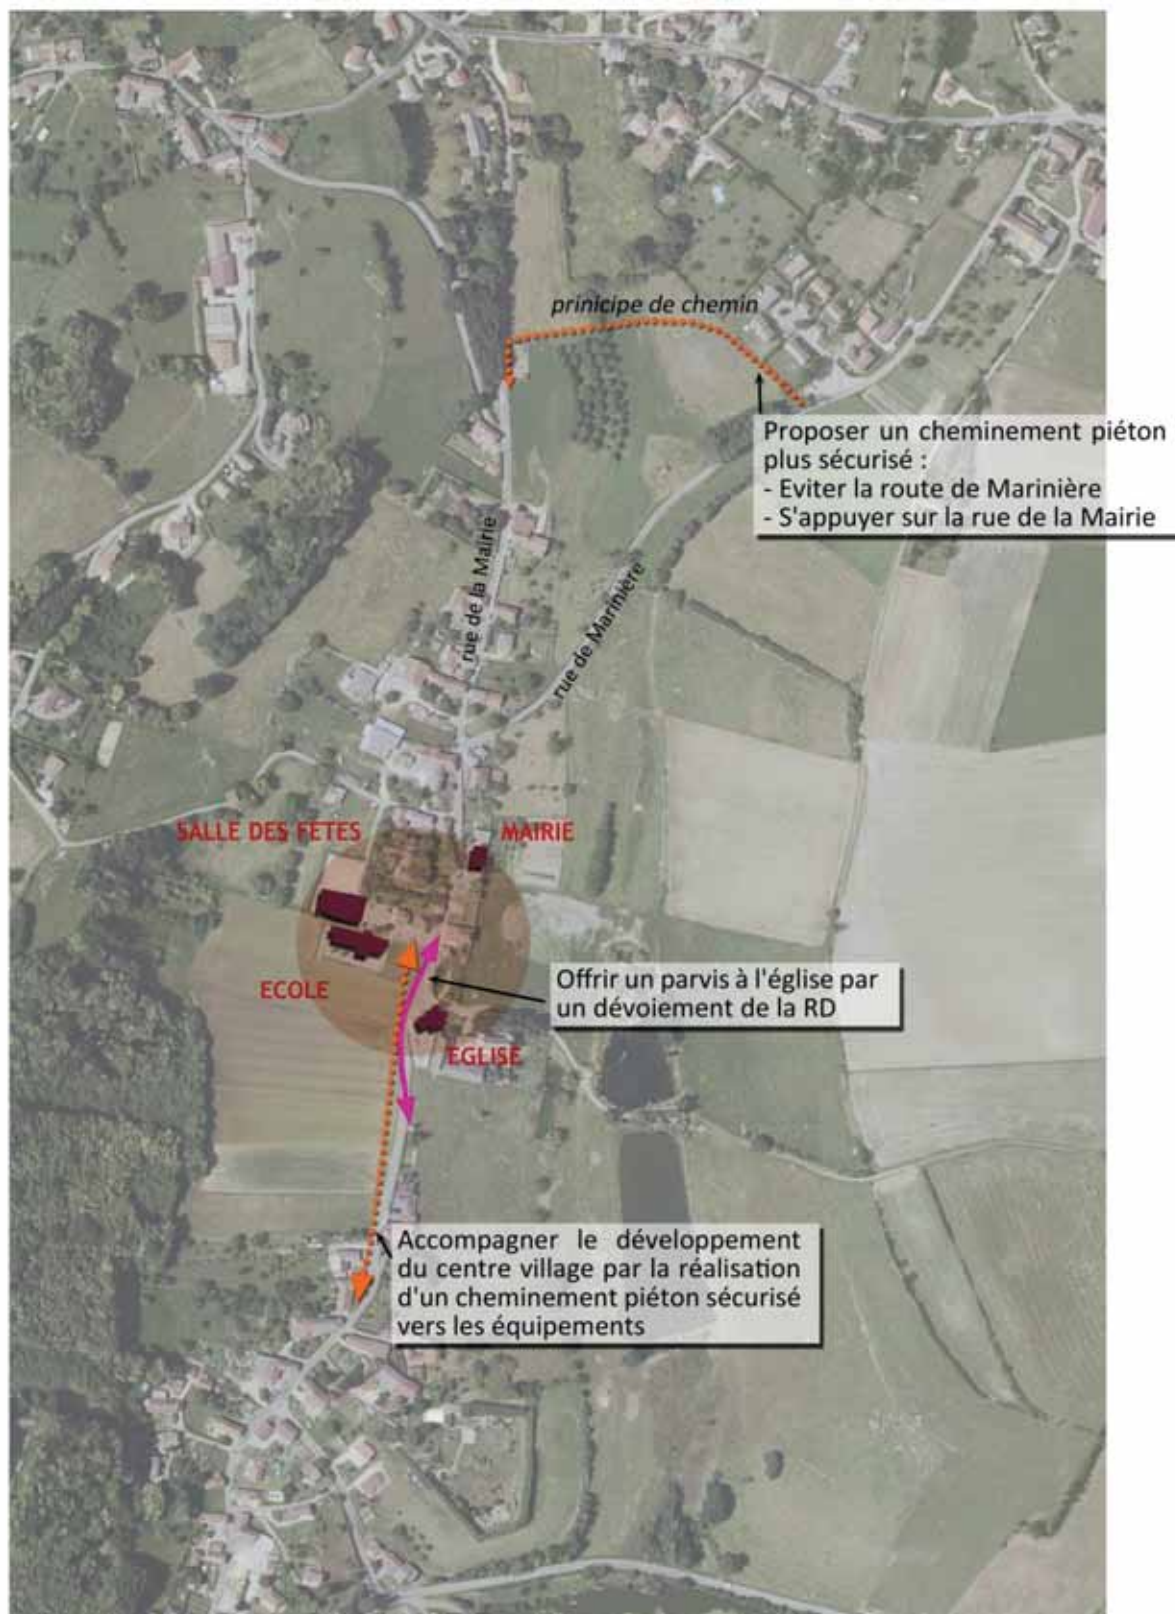 prinicipe de chemin
Proposer un cheminement piéton
plus sécurisé :
- Eviter la route de Marinière
- S'appuyer sur la rue de la Mairie
rue de la Mairie
rue de Marinière
SALLE DES FETES
MAIRIE
ECOLE
Offrir un parvis à l'église par
un dévoiement de la RD
EGLISE
Accompagner le développement
du centre village par la réalisation
d'un cheminement piéton sécurisé
vers les équipements